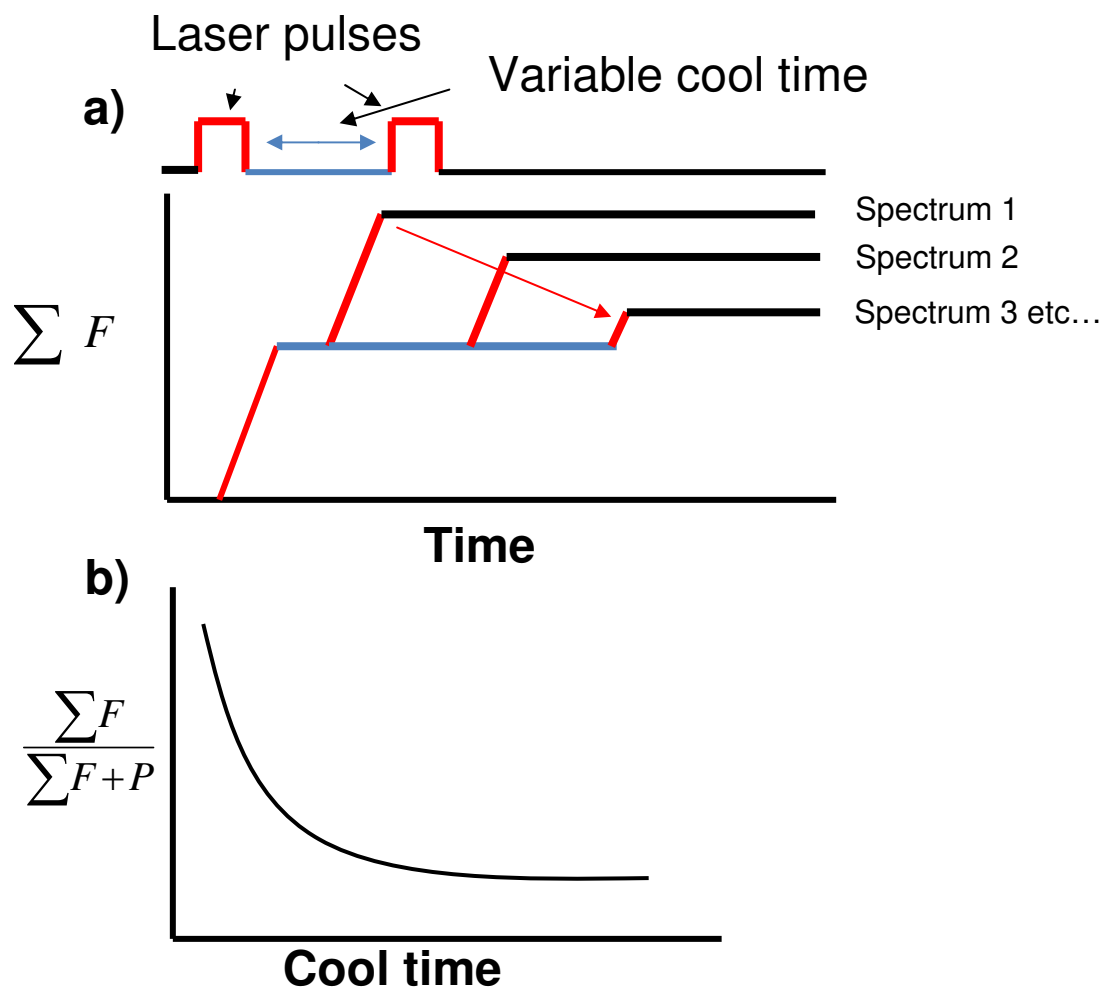 Laser pulses
Variable cool time
a)
Spectrum 1
Spectrum 2
Spectrum 3 etc…
∑ F
Time
b)
∑F
∑F + P
Cool time